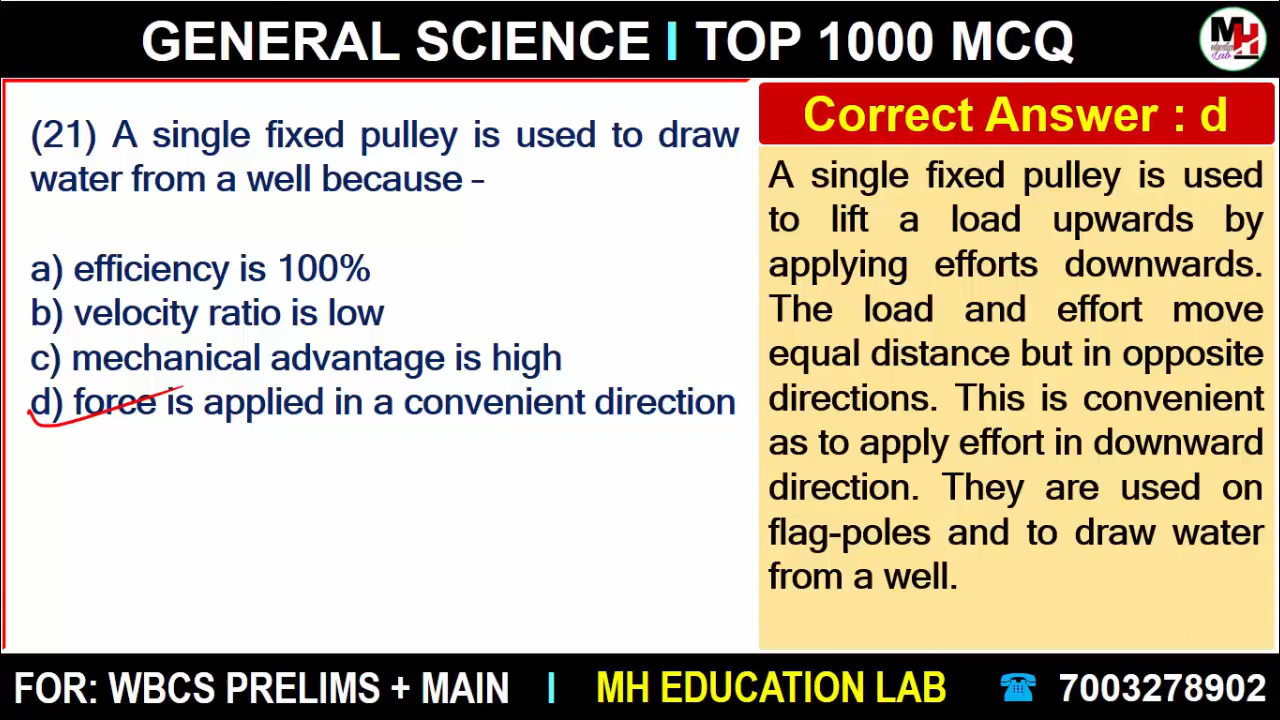 GENERAL SCIENCE I TOP 1000 MCQ
MH
education
Lab
(21) A single fixed pulley is used to draw
water from a well because –
a) efficiency is 100%
b) velocity ratio is low
c) mechanical advantage is high
d) force is applied in a convenient direction
Correct Answer : d
A single fixed pulley is used
to lift a load upwards by
applying efforts downwards.
The load and effort move
equal distance but in opposite
directions. This is convenient
as to apply effort in downward
direction. They are used on
flag-poles and to draw water
from a well.
FOR: WBCS PRELIMS + MAIN I MH EDUCATION LAB ☎ 7003278902